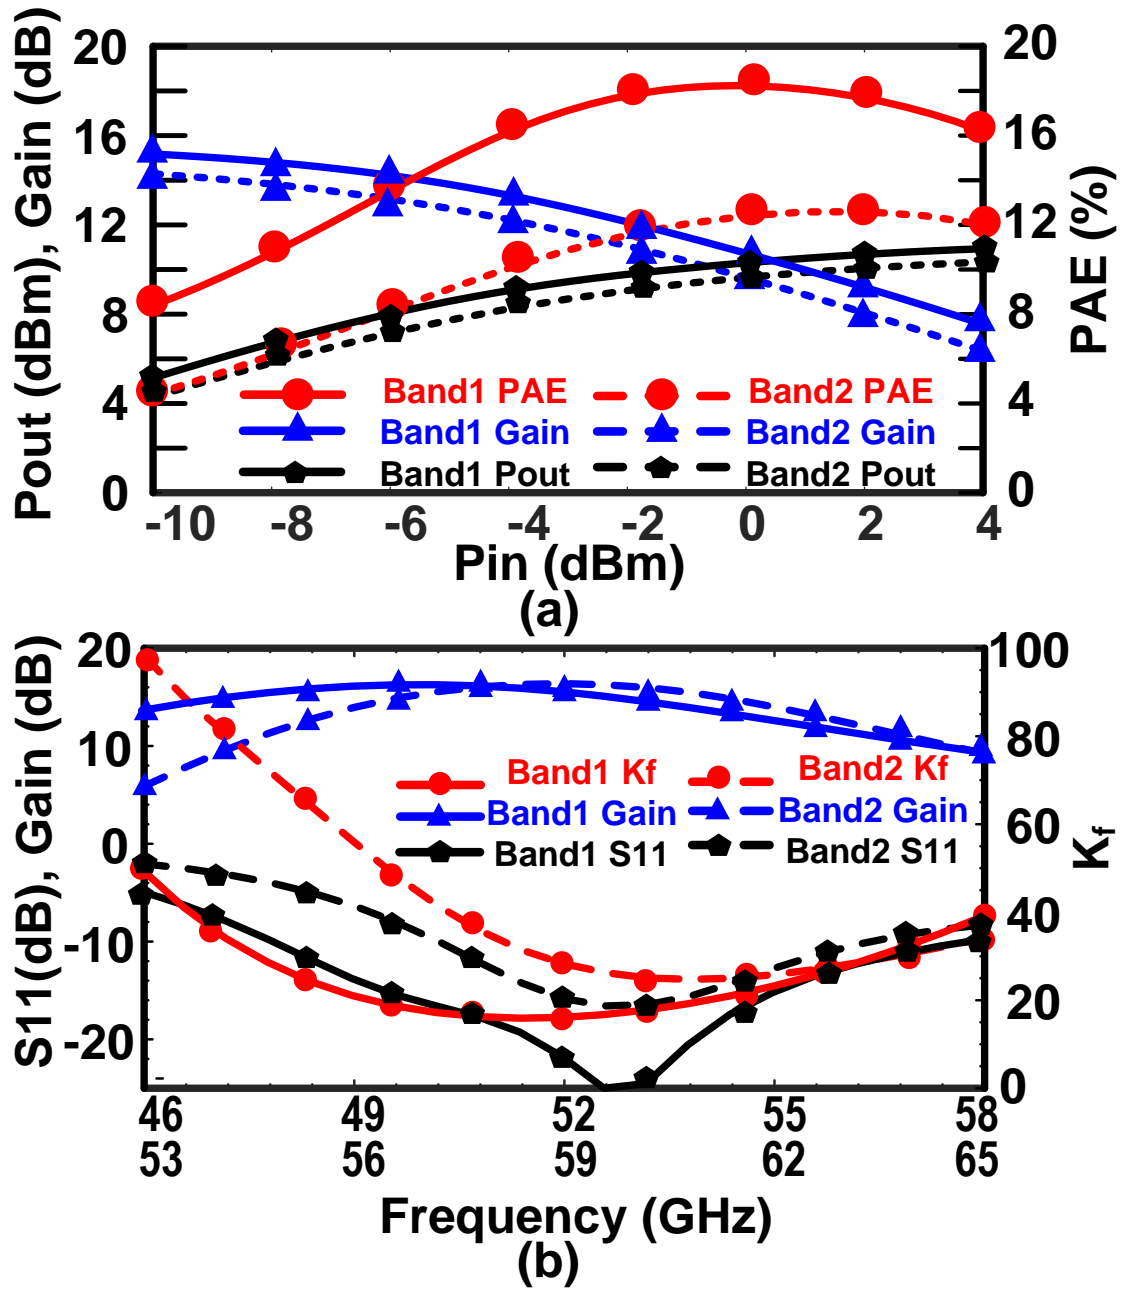 Pout (dBm), Gain (dB)
20
16
12
8
4
0
20
16
12
8
4
0
PAE (%)
Band1 PAE
Band2 PAE
Band1 Gain
Band2 Gain
Band1 Pout
Band2 Pout
-10 -8 -6 -4 -2 0 2 4
Pin (dBm)
(a)
S11(dB), Gain (dB)
20
10
0
-10
-20
100
80
60
40
20
0
Kf
Band1 Kf
Band2 Kf
Band1 Gain
Band2 Gain
Band1 S11
Band2 S11
46 49 52 55 58
53 56 59 62 65
Frequency (GHz)
(b)